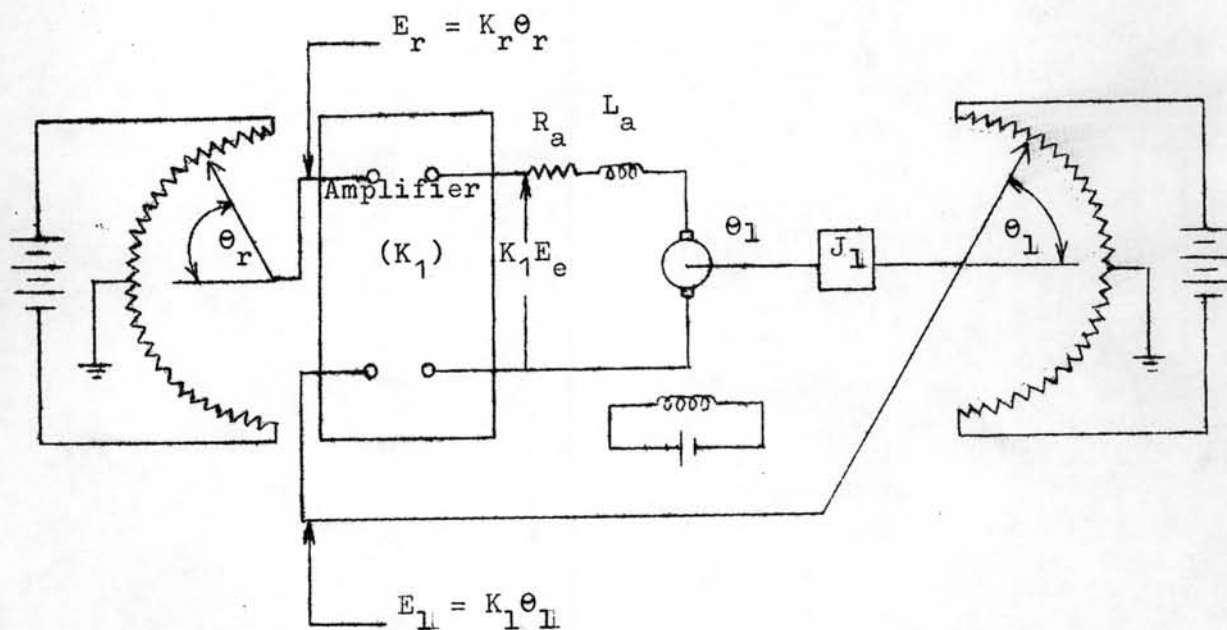 E_r = K_rθ_r
R_a
L_a
Amplifier
(K_1)
K_1E_e
θ_r
θ_l
J_l
θ_l
E_l = K_lθ_l